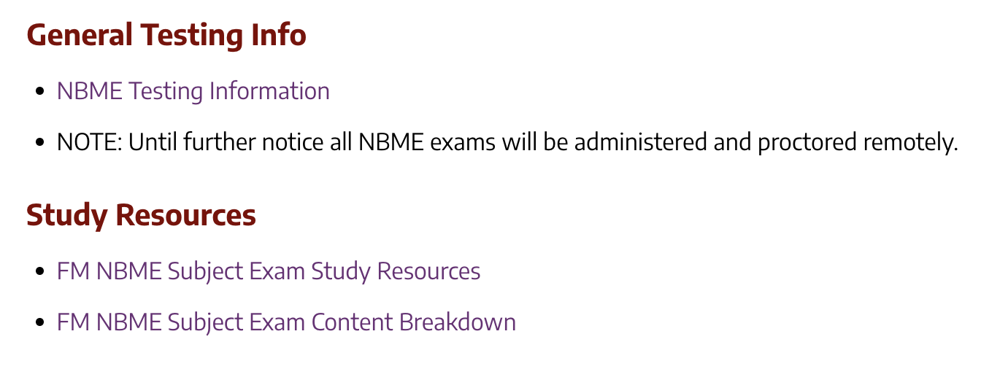 General Testing Info
NBME Testing Information
NOTE: Until further notice all NBME exams will be administered and proctored remotely.
Study Resources
FM NBME Subject Exam Study Resources
FM NBME Subject Exam Content Breakdown